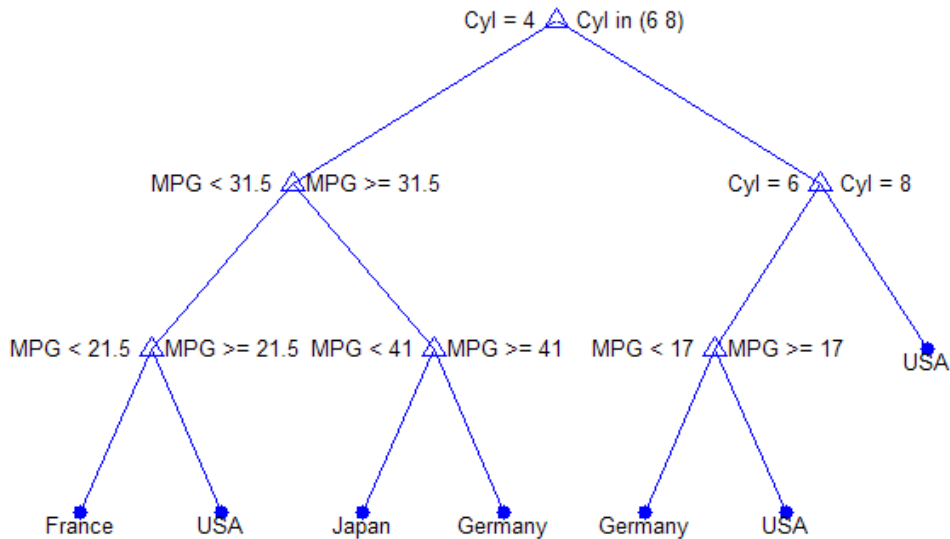 Cyl = 4 Cyl in (6 8)
MPG < 31.5 MPG >= 31.5 Cyl = 6 Cyl = 8
MPG < 21.5 MPG >= 21.5 MPG < 41 MPG >= 41 MPG < 17 MPG >= 17 USA
France USA Japan Germany Germany USA